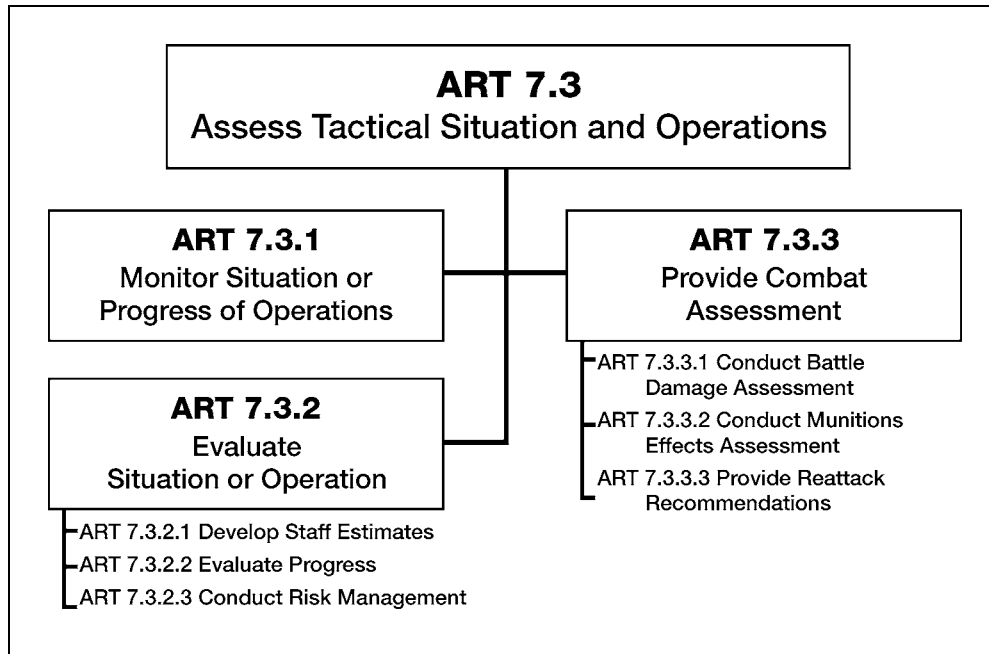 ART 7.3
Assess Tactical Situation and Operations
ART 7.3.1
Monitor Situation or
Progress of Operations
ART 7.3.3
Provide Combat
Assessment
ART 7.3.3.1 Conduct Battle
Damage Assessment
ART 7.3.3.2 Conduct Munitions
Effects Assessment
ART 7.3.3.3 Provide Reattack
Recommendations
ART 7.3.2
Evaluate
Situation or Operation
ART 7.3.2.1 Develop Staff Estimates
ART 7.3.2.2 Evaluate Progress
ART 7.3.2.3 Conduct Risk Management